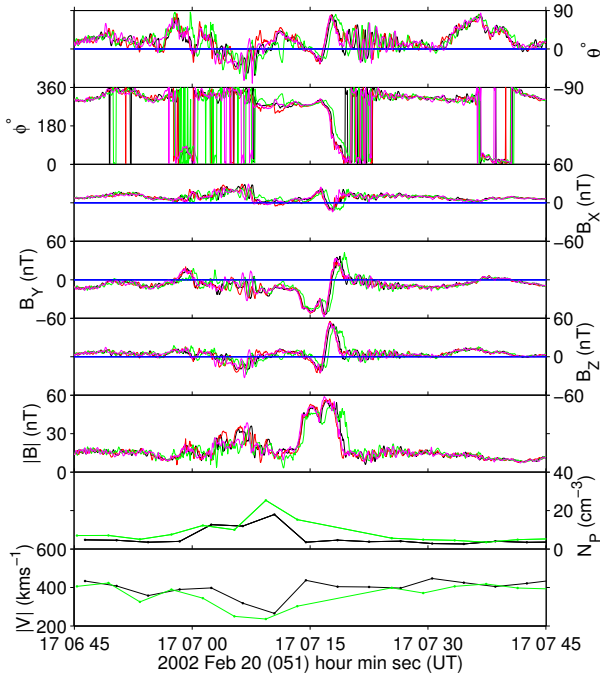 90
0
−90
θ°
360
180
0
φ°
60
0
−60
B_X (nT)
60
0
−60
B_Y (nT)
60
0
−60
B_Z (nT)
60
30
0
|B| (nT)
40
20
0
N_P (cm⁻³)
600
400
200
|V| (kms⁻¹)
17 06 45 17 07 00 17 07 15 17 07 30 17 07 45
2002 Feb 20 (051) hour min sec (UT)